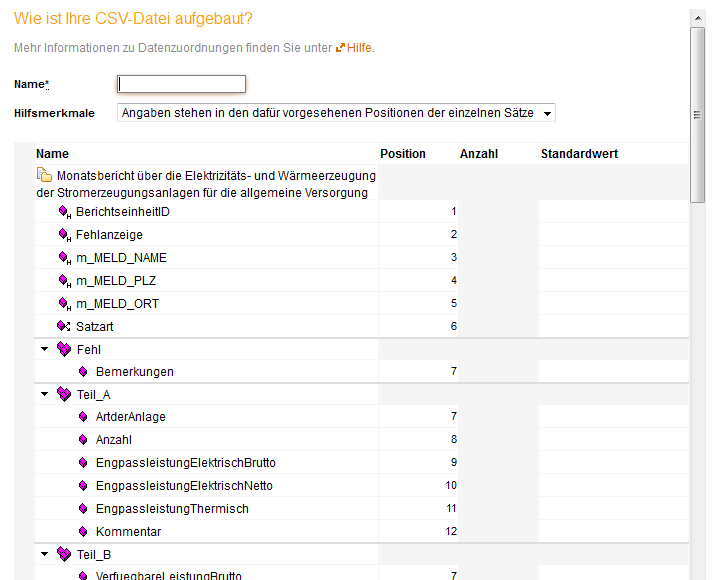 Wie ist Ihre CSV-Datei aufgebaut?
Mehr Informationen zu Datenzuordnungen finden Sie unter Hilfe.
Name*
Hilfsmerkmale Angaben stehen in den dafür vorgesehenen Positionen der einzelnen Sätze
Name Position Anzahl Standardwert
Monatsbericht über die Elektrizitäts- und Wärmeerzeugung
der Stromerzeugungsanlagen für die allgemeine Versorgung
H BerichtseinheitID 1
H Fehlanzeige 2
H m_MELD_NAME 3
H m_MELD_PLZ 4
H m_MELD_ORT 5
Satzart 6
Fehl
Bemerkungen 7
Teil_A
ArtderAnlage 7
Anzahl 8
EngpassleistungElektrischBrutto 9
EngpassleistungElektrischNetto 10
EngpassleistungThermisch 11
Kommentar 12
Teil_B
VerfuegbareLeistungBrutto 7